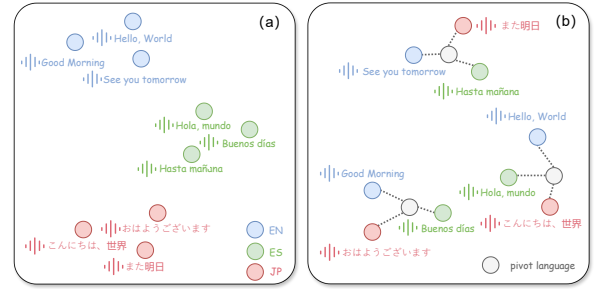 (a)
Hello, World
Good Morning
See you tomorrow
Hola, mundo
Buenos días
Hasta mañana
おはようございます
こんにちは、世界
また明日
EN
ES
JP
(b)
また明日
See you tomorrow
Hasta mañana
Hello, World
Good Morning
Hola, mundo
Buenos días
こんにちは、世界
おはようございます
pivot language